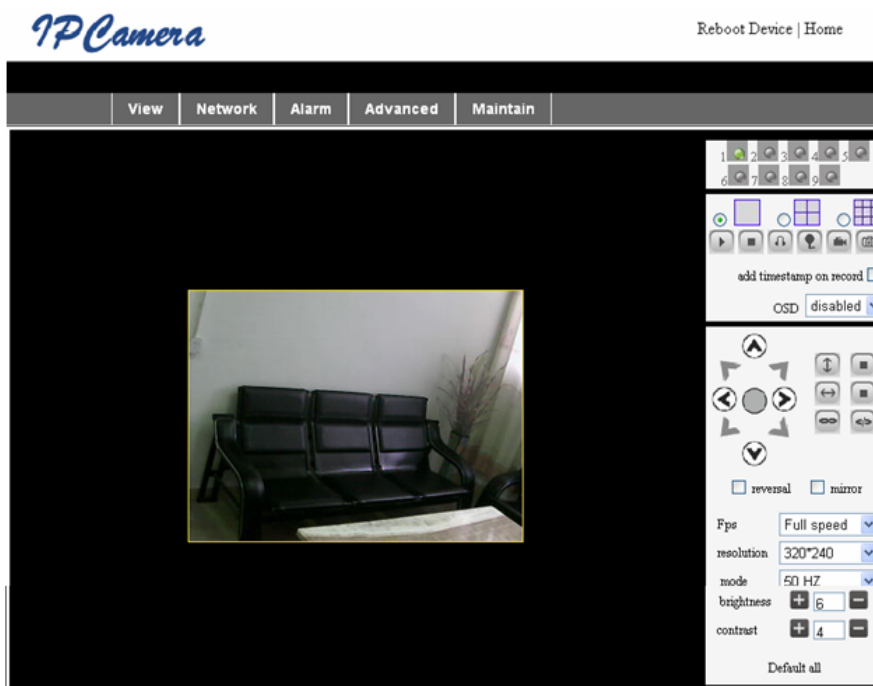 IPCamera
Reboot Device | Home
View Network Alarm Advanced Maintain
1 2 3 4 5
6 7 8 9
add timestamp on record
OSD disabled
reversal mirror
Fps Full speed
resolution 320*240
mode 50 HZ
brightness 6
contrast 4
Default all